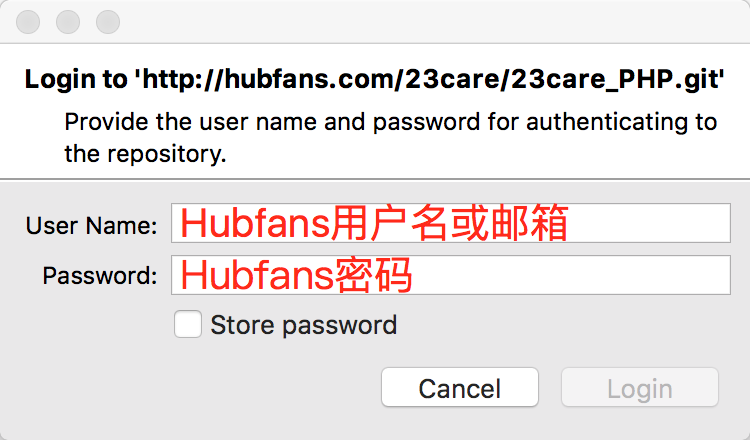 Login to 'http://hubfans.com/23care/23care_PHP.git'
Provide the user name and password for authenticating to
the repository.
User Name: Hubfans用户名或邮箱
Password: Hubfans密码
Store password
Cancel Login